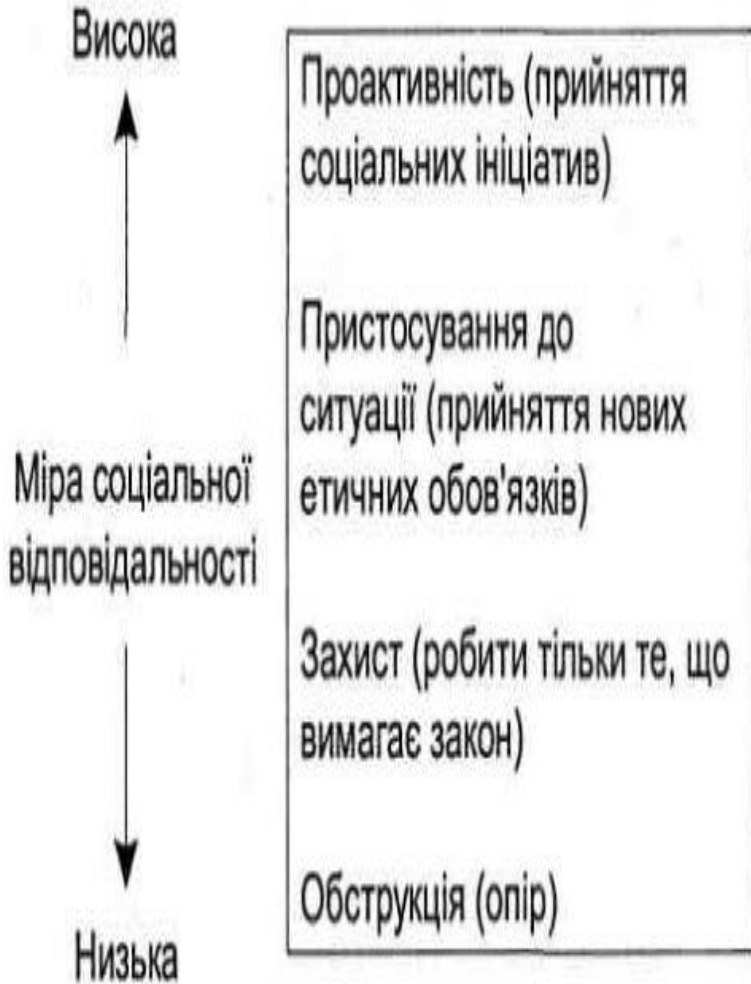 Висока
Міра соціальної
відповідальності
Низька
Проактивність (прийняття
соціальних ініціатив)
Пристосування до
ситуації (прийняття нових
етичних обов'язків)
Захист (робити тільки те, що
вимагає закон)
Обструкція (опір)